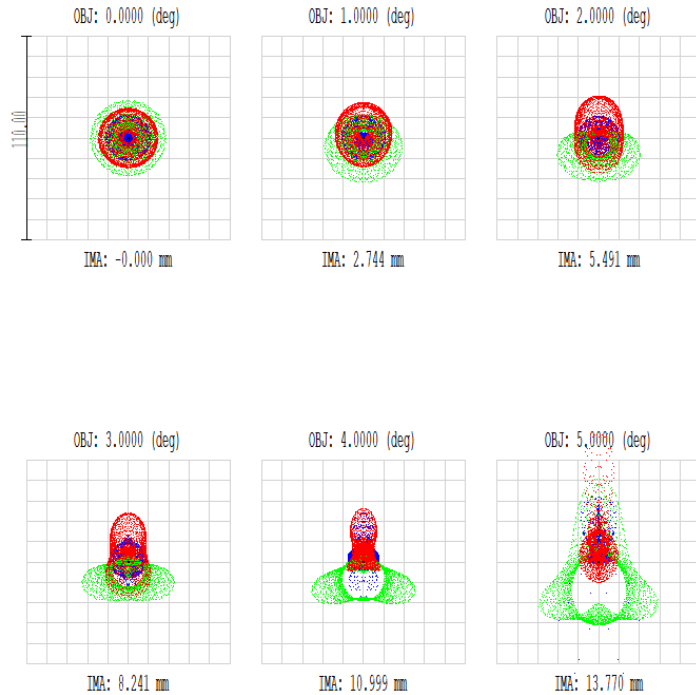 OBJ: 0.0000 (deg)
OBJ: 1.0000 (deg)
OBJ: 2.0000 (deg)
110.00
IMA: -0.000 mm
IMA: 2.744 mm
IMA: 5.491 mm
OBJ: 3.0000 (deg)
OBJ: 4.0000 (deg)
OBJ: 5.0000 (deg)
IMA: 8.241 mm
IMA: 10.999 mm
IMA: 13.770 mm